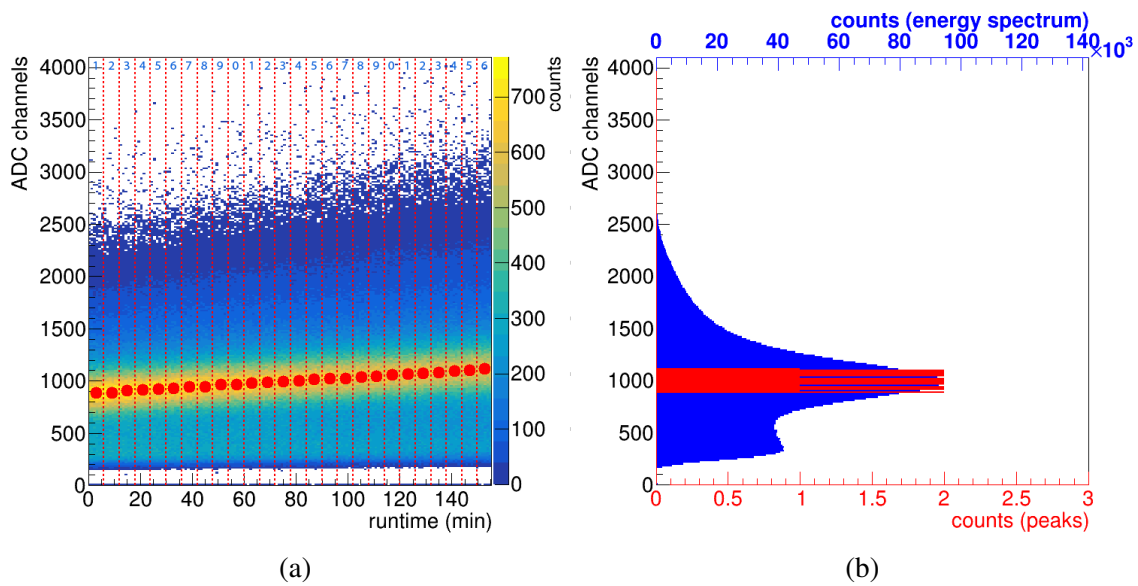 counts (energy spectrum)
0 20 40 60 80 100 120 140
×10³
4000
3500
3000
2500
2000
1500
1000
500
0
ADC channels
1 2 3 4 5 6 7 8 9 0 1 2 3 4 5 6 7 8 9 0 1 2 3 4 5 6
0 20 40 60 80 100 120 140
runtime (min)
700
600
500
400
300
200
100
0
counts
4000
3500
3000
2500
2000
1500
1000
500
0
ADC channels
0 0.5 1 1.5 2 2.5 3
counts (peaks)
(a)
(b)